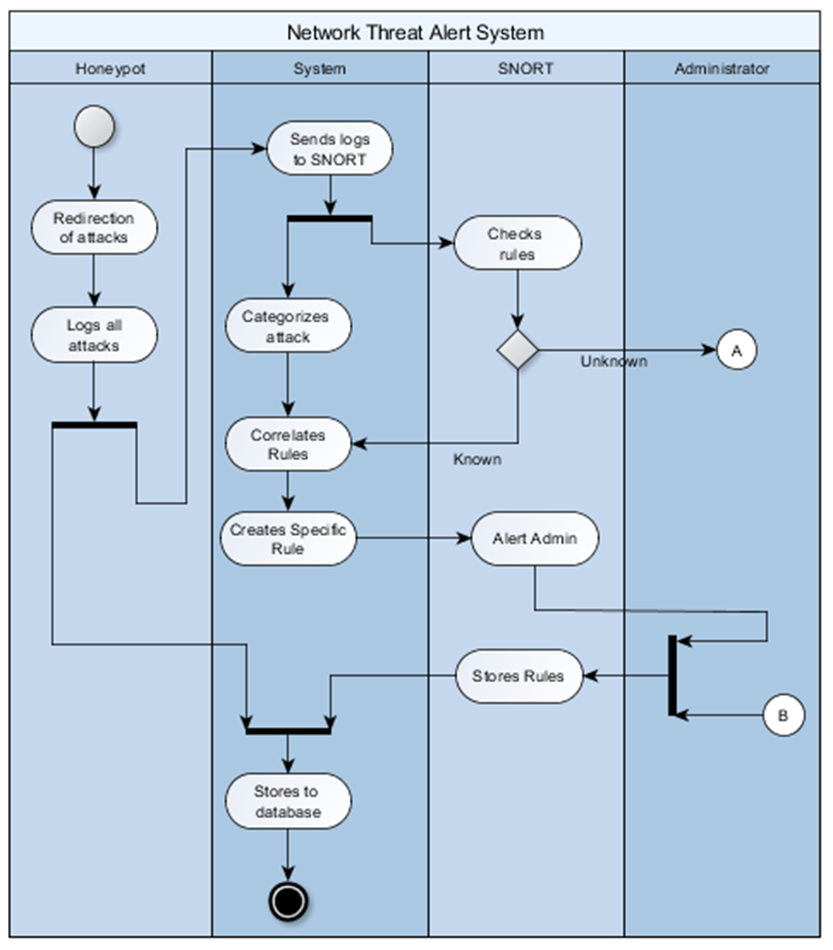 Network Threat Alert System
Honeypot
System
SNORT
Administrator
Sends logs
to SNORT
Redirection
of attacks
Checks
rules
Logs all
attacks
Categorizes
attack
Unknown
A
Correlates
Rules
Known
Creates Specific
Rule
Alert Admin
Stores Rules
B
Stores to
database